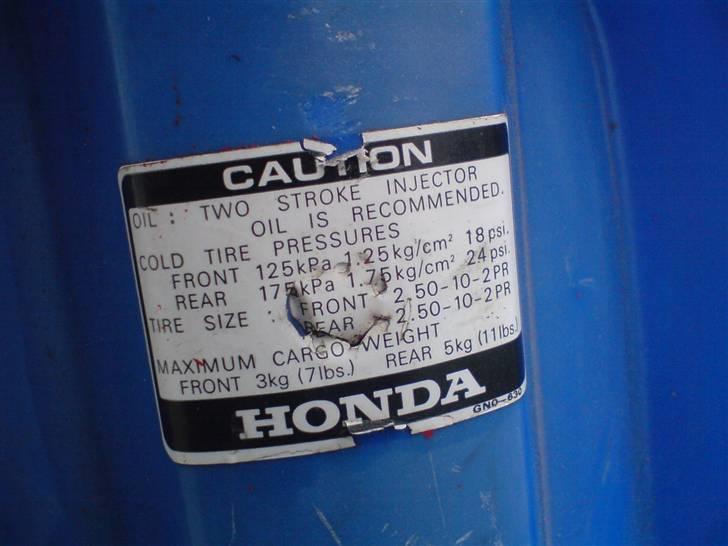 CAUTION
OIL : TWO STROKE INJECTOR
OIL IS RECOMMENDED.
COLD TIRE PRESSURES
FRONT 125kPa 1.25kg/cm² 18psi.
REAR 175kPa 1.75kg/cm² 24psi.
TIRE SIZE : FRONT 2.50-10-2PR
REAR 2.50-10-2PR
MAXIMUM CARGO WEIGHT
FRONT 3kg (7lbs.) REAR 5kg (11lbs.)
HONDA
GN0-630